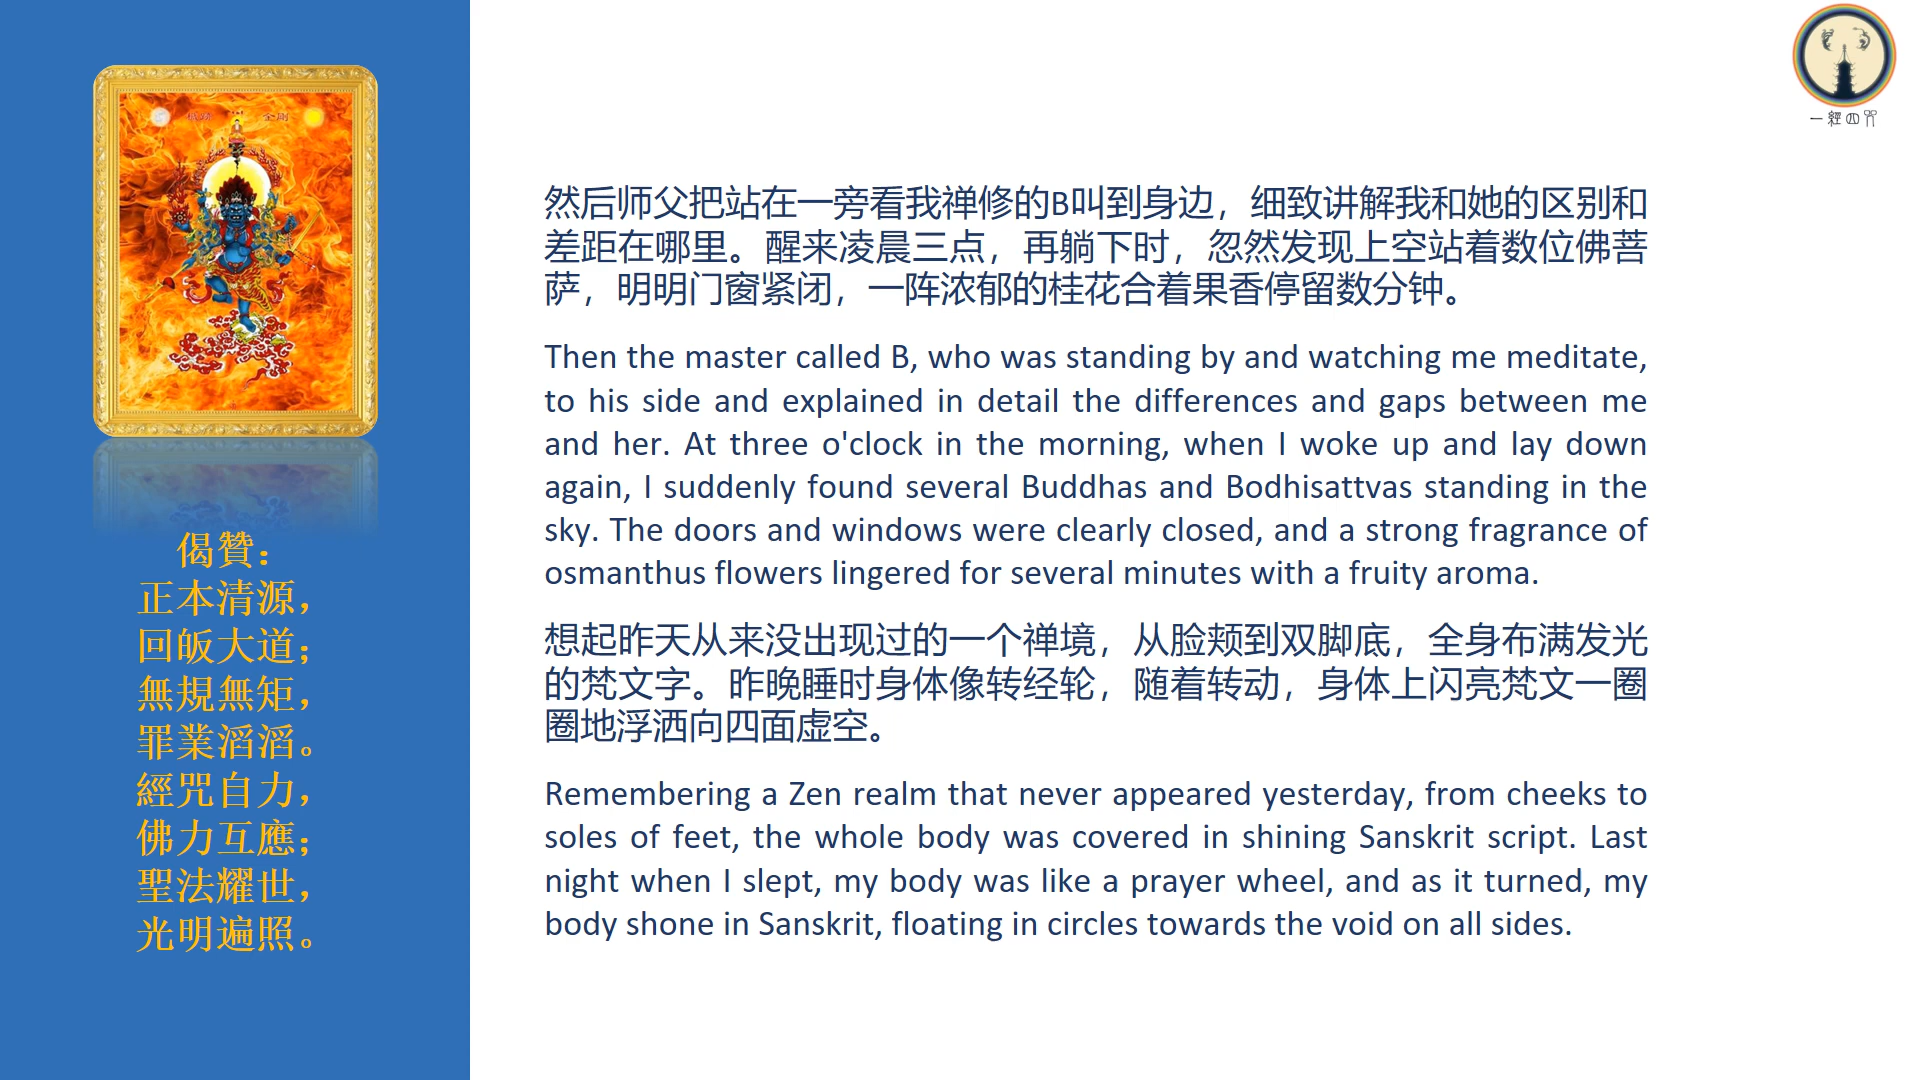 偈贊：
正本清源，
回皈大道；
無規無矩，
罪業滔滔。
經咒自力，
佛力互應；
聖法耀世，
光明遍照。
一經四咒
然后师父把站在一旁看我禅修的B叫到身边，细致讲解我和她的区别和
差距在哪里。醒来凌晨三点，再躺下时，忽然发现上空站着数位佛菩
萨，明明门窗紧闭，一阵浓郁的桂花合着果香停留数分钟。
Then the master called B, who was standing by and watching me meditate,
to his side and explained in detail the differences and gaps between me
and her. At three o'clock in the morning, when I woke up and lay down
again, I suddenly found several Buddhas and Bodhisattvas standing in the
sky. The doors and windows were clearly closed, and a strong fragrance of
osmanthus flowers lingered for several minutes with a fruity aroma.
想起昨天从来没出现过的一个禅境，从脸颊到双脚底，全身布满发光
的梵文字。昨晚睡时身体像转经轮，随着转动，身体上闪亮梵文一圈
圈地浮洒向四面虚空。
Remembering a Zen realm that never appeared yesterday, from cheeks to
soles of feet, the whole body was covered in shining Sanskrit script. Last
night when I slept, my body was like a prayer wheel, and as it turned, my
body shone in Sanskrit, floating in circles towards the void on all sides.